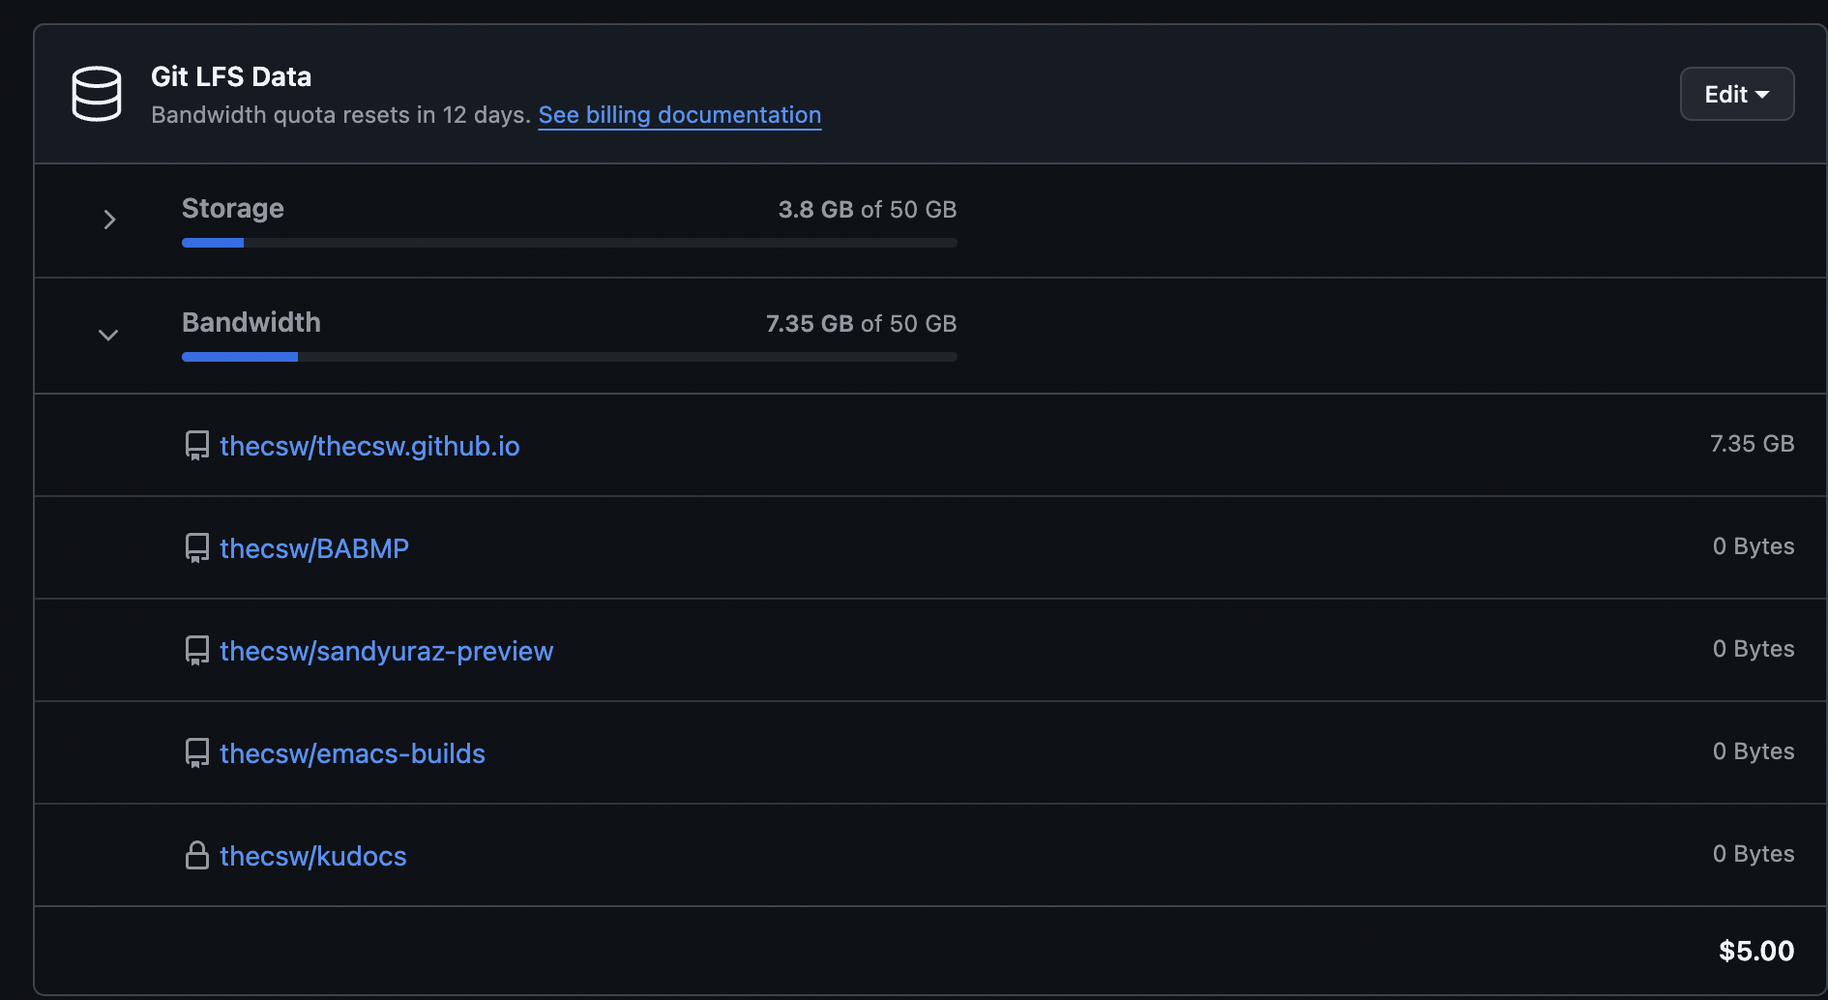 Git LFS Data
Bandwidth quota resets in 12 days. See billing documentation
Edit
Storage
3.8 GB of 50 GB
Bandwidth
7.35 GB of 50 GB
thecsw/thecsw.github.io
7.35 GB
thecsw/BABMP
0 Bytes
thecsw/sandyuraz-preview
0 Bytes
thecsw/emacs-builds
0 Bytes
thecsw/kudocs
0 Bytes
$5.00